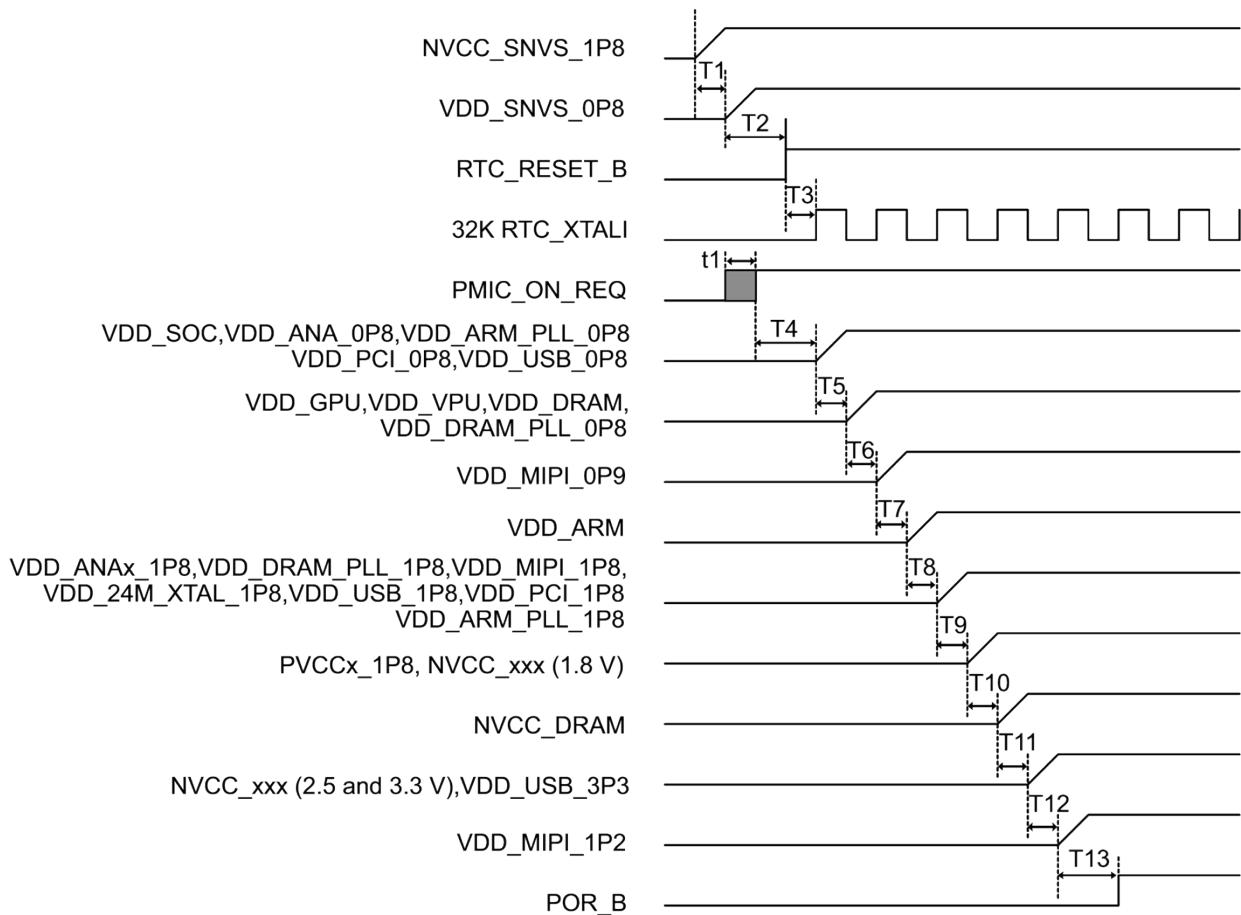 NVCC_SNVS_1P8
T1
VDD_SNVS_0P8
T2
RTC_RESET_B
T3
32K RTC_XTALI
t1
PMIC_ON_REQ
VDD_SOC,VDD_ANA_0P8,VDD_ARM_PLL_0P8
VDD_PCI_0P8,VDD_USB_0P8
T4
T5
VDD_GPU,VDD_VPU,VDD_DRAM,
VDD_DRAM_PLL_0P8
T6
VDD_MIPI_0P9
T7
VDD_ARM
VDD_ANAx_1P8,VDD_DRAM_PLL_1P8,VDD_MIPI_1P8,
VDD_24M_XTAL_1P8,VDD_USB_1P8,VDD_PCI_1P8
VDD_ARM_PLL_1P8
T8
T9
PVCCx_1P8, NVCC_xxx (1.8 V)
T10
NVCC_DRAM
T11
NVCC_xxx (2.5 and 3.3 V),VDD_USB_3P3
T12
VDD_MIPI_1P2
T13
POR_B